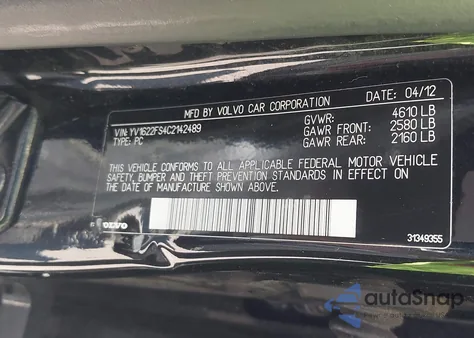 MFD BY VOLVO CAR CORPORATION DATE: 04/12
VIN: YV1622FS4C2142489
TYPE: PC
GVWR: 4610 LB
GAWR FRONT: 2580 LB
GAWR REAR: 2160 LB
THIS VEHICLE CONFORMS TO ALL APPLICABLE FEDERAL MOTOR VEHICLE
SAFETY, BUMPER AND THEFT PREVENTION STANDARDS IN EFFECT ON
THE DATE OF MANUFACTURE SHOWN ABOVE.
VOLVO
31349355
autoSnap